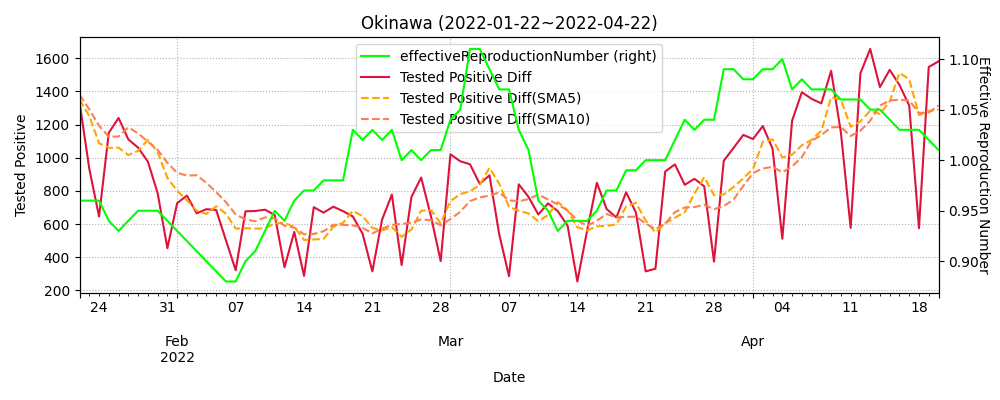 Okinawa (2022-01-22~2022-04-22)
effectiveReproductionNumber (right)
Tested Positive Diff
Tested Positive Diff(SMA5)
Tested Positive Diff(SMA10)
Tested Positive
1600
1400
1200
1000
800
600
400
200
1.10
1.05
1.00
0.95
0.90
Effective Reproduction Number
24 31 07 14 21 28 07 14 21 28 04 11 18
Feb Mar Apr
2022
Date